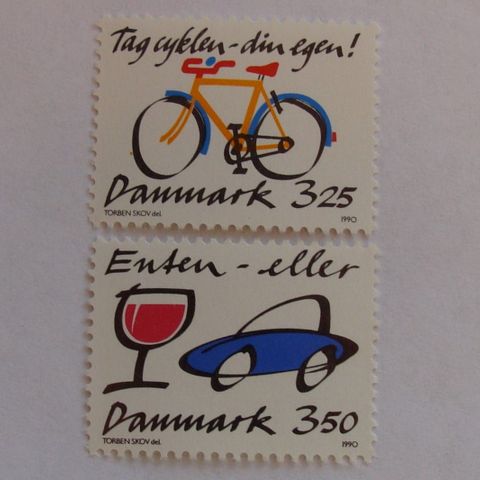 Tag cyklen - din egen!
Danmark 325
TORBEN SKOV del. 1990
Enten - eller
Danmark 350
TORBEN SKOV del. 1990